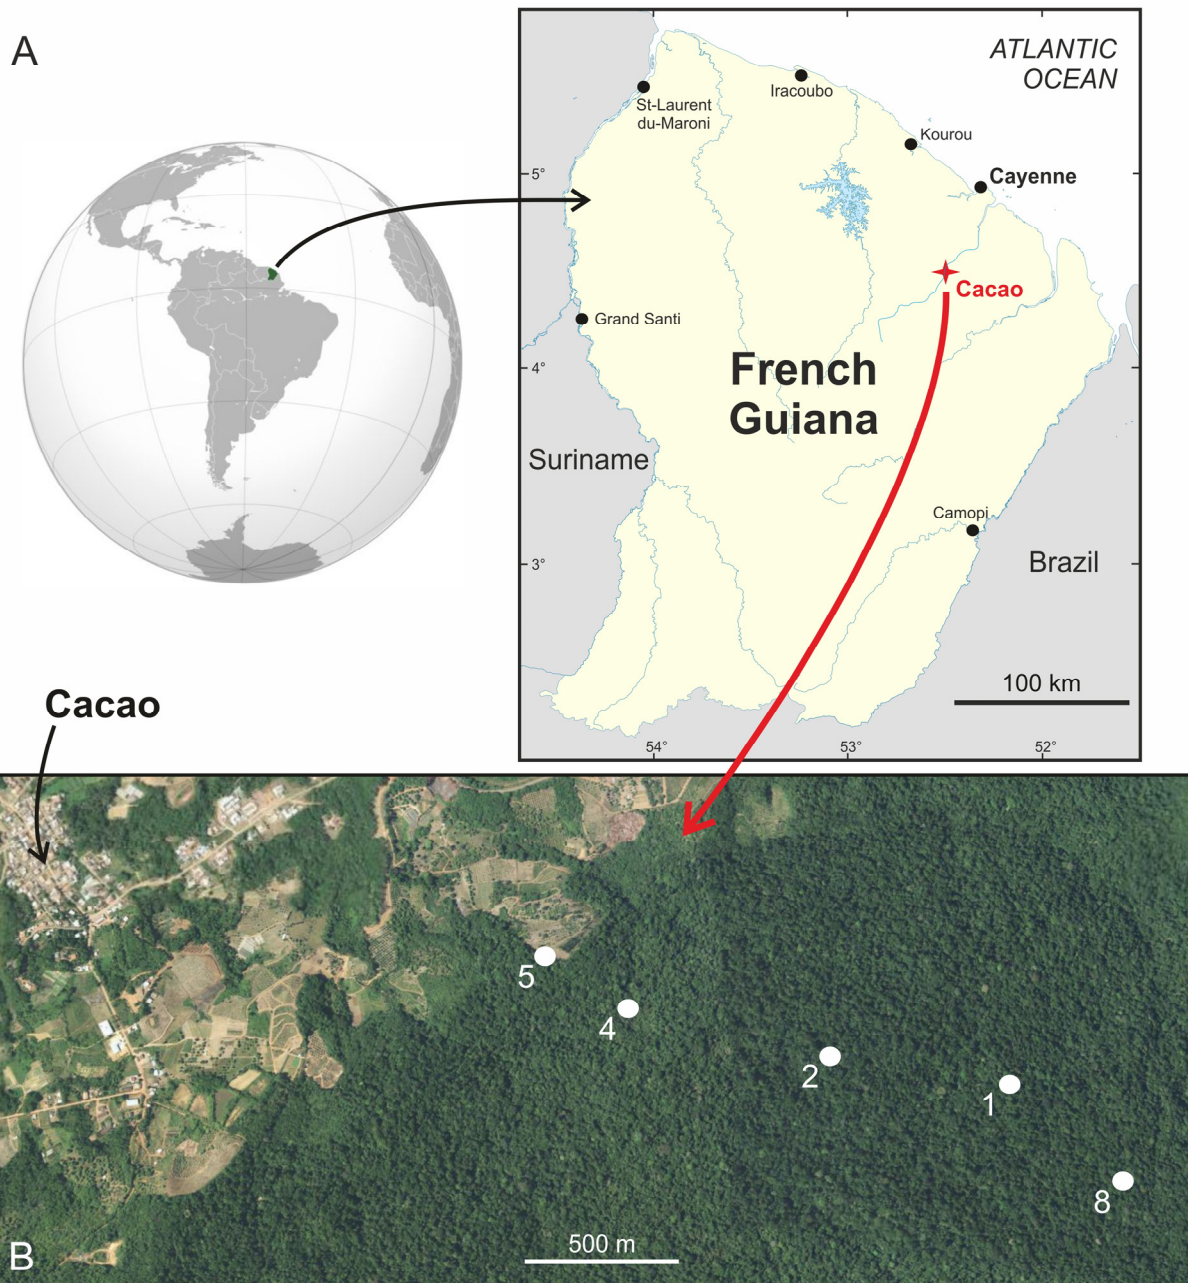 A
ATLANTIC
OCEAN
Iracoubo
St-Laurent
du-Maroni
Kourou
5°
Cayenne
Cacao
Grand Santi
4°
French
Guiana
Suriname
Camopi
3°
Brazil
100 km
54°
53°
52°
Cacao
5
4
2
1
8
500 m
B